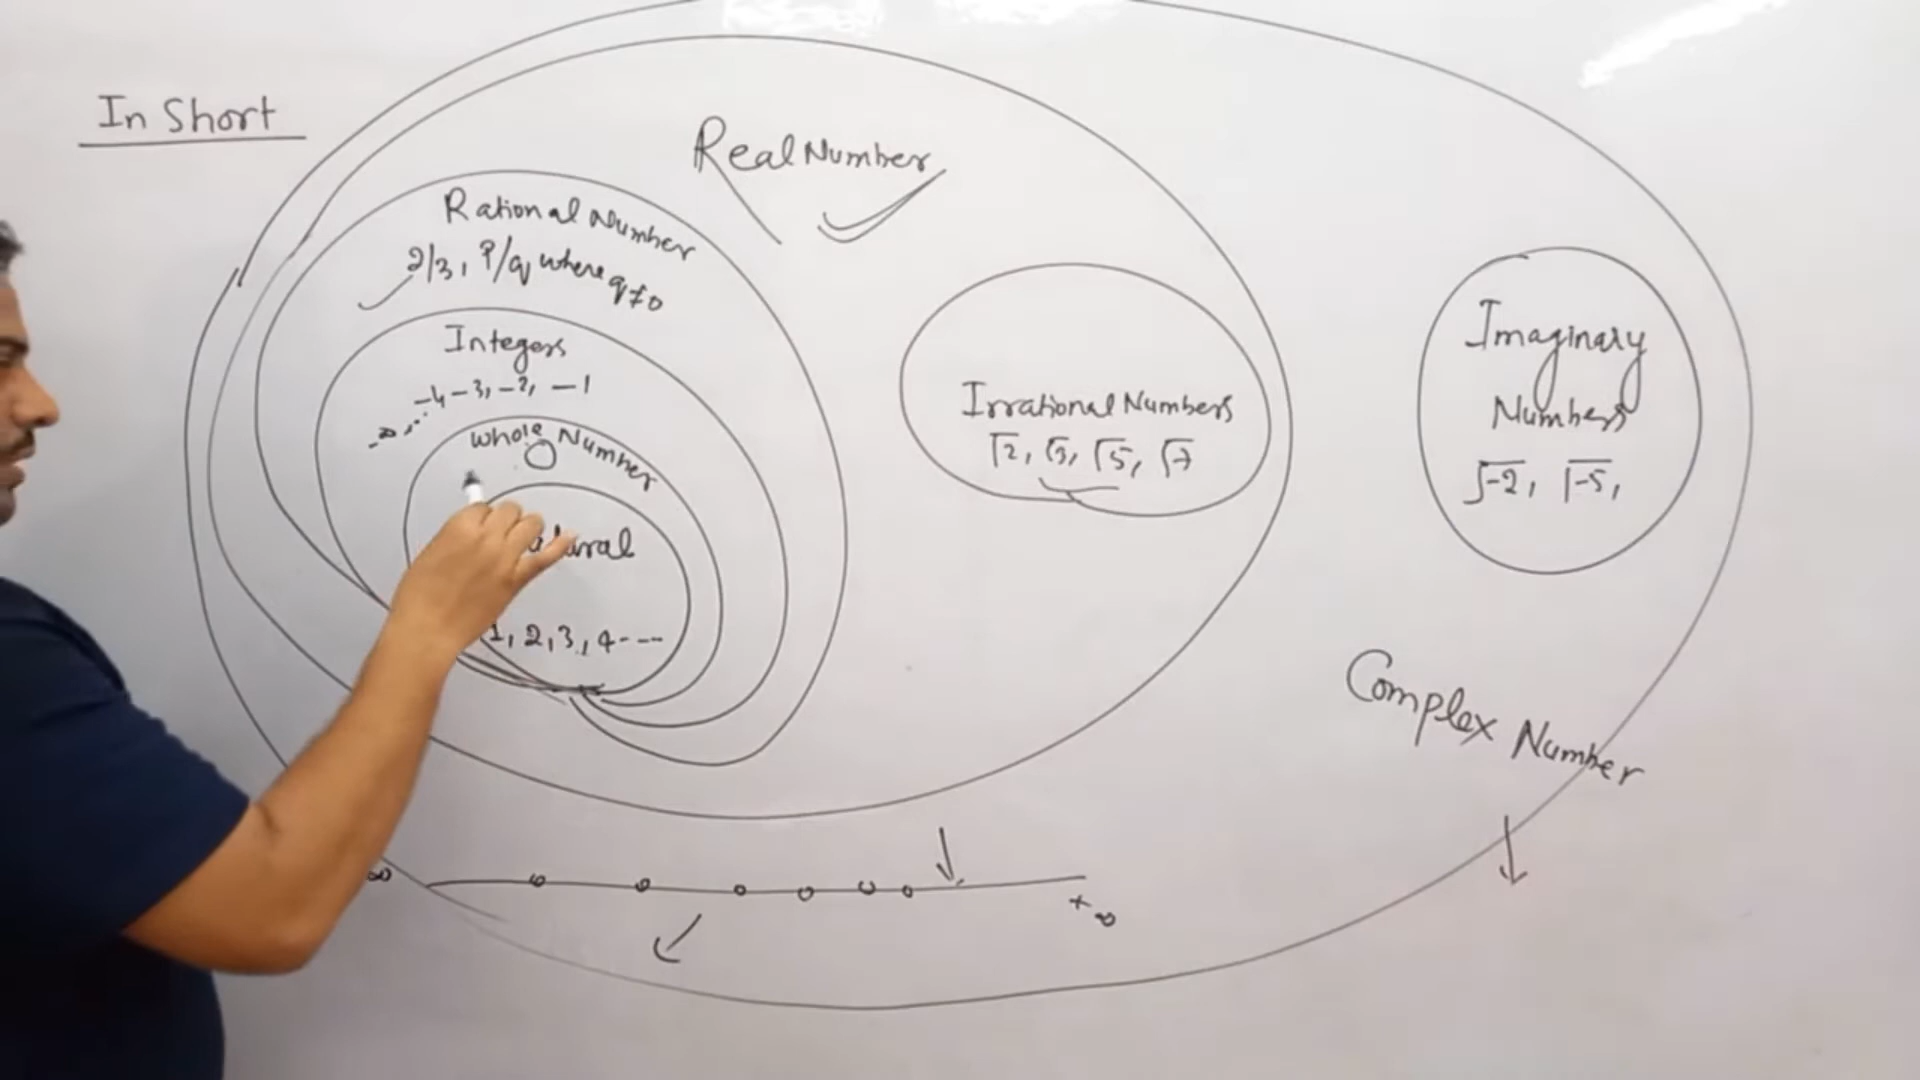 In Short
Real Number
Rational Number
2/3, P/q, where q≠0
Integers
-4 -3, -2, -1
Whole Number
0
1, 2, 3, 4----
Irrational Numbers
√2, √3, √5, √7
Imaginary
Numbers
√-2, √-5,
Complex Number
∞
+ ∞